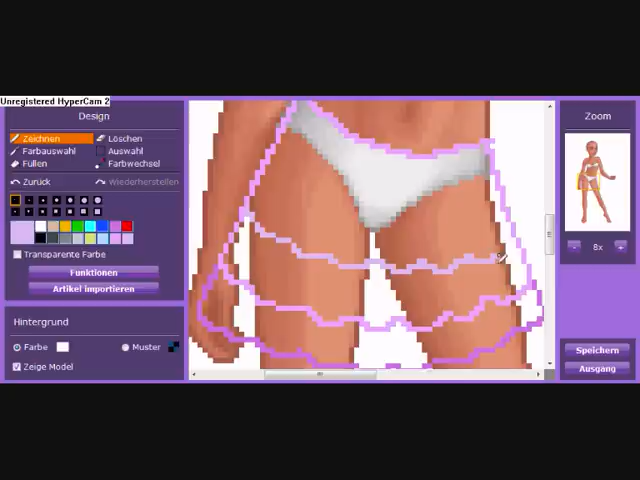 Unregistered HyperCam 2
Design
Zeichnen
Löschen
Farbauswahl
Auswahl
Füllen
Farbwechsel
Zurück
Wiederherstellen
Transparente Farbe
Funktionen
Artikel importieren
Hintergrund
Farbe
Muster
Zeige Model
Zoom
-
8x
+
Speichern
Ausgang